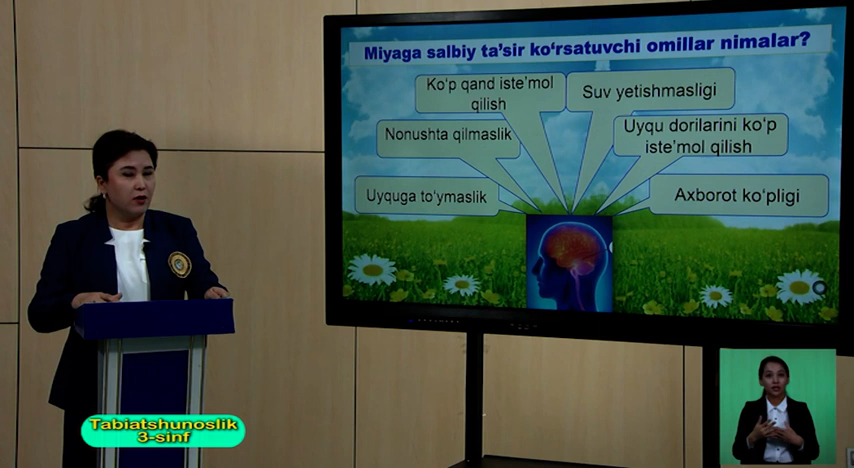 Miyaga salbiy ta’sir ko‘rsatuvchi omillar nimalar?
Ko‘p qand iste’mol
qilish
Suv yetishmasligi
Nonushta qilmaslik
Uyqu dorilarini ko‘p
iste’mol qilish
Uyquga to‘ymaslik
Axborot ko‘pligi
Tabiatshunoslik
3-sinf